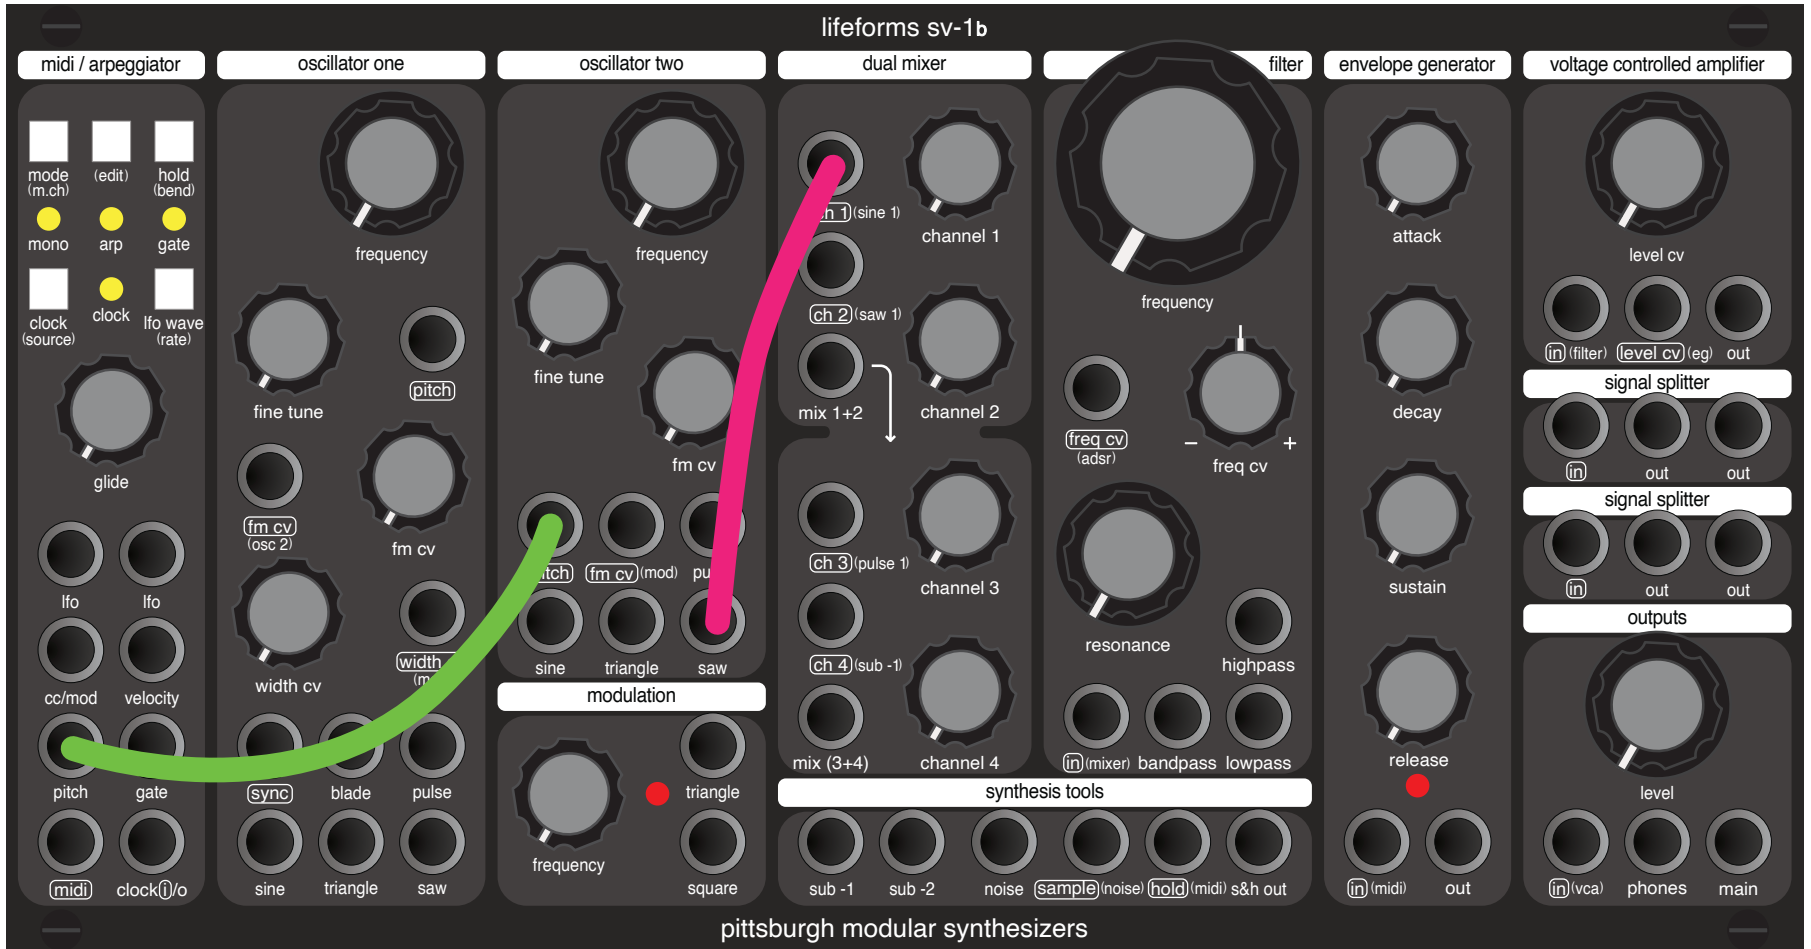 lifeforms sv-1b
midi / arpeggiator
mode
(m.ch)
(edit)
hold
(bend)
mono
arp
gate
clock
(source)
clock
lfo wave
(rate)
glide
lfo
lfo
cc/mod
velocity
pitch
gate
midi
clock i/o
oscillator one
frequency
fine tune
pitch
fm cv
(osc 2)
fm cv
width cv
width
sync
blade
pulse
sine
triangle
saw
oscillator two
frequency
fine tune
fm cv
fm cv (mod)
sine
triangle
saw
modulation
frequency
triangle
square
dual mixer
h 1 (sine 1)
channel 1
ch 2 (saw 1)
mix 1+2
channel 2
ch 3 (pulse 1
channel 3
ch 4 (sub -1)
mix (3+4)
channel 4
filter
frequency
freq cv
(adsr)
− +
freq cv
resonance
highpass
in (mixer)
bandpass
lowpass
synthesis tools
sub -1
sub -2
noise
sample (noise)
hold (midi)
s&h out
envelope generator
attack
decay
sustain
release
in (midi)
out
voltage controlled amplifier
level cv
in (filter)
level cv (eg)
out
signal splitter
in
out
out
signal splitter
in
out
out
outputs
level
in (vca)
phones
main
pittsburgh modular synthesizers